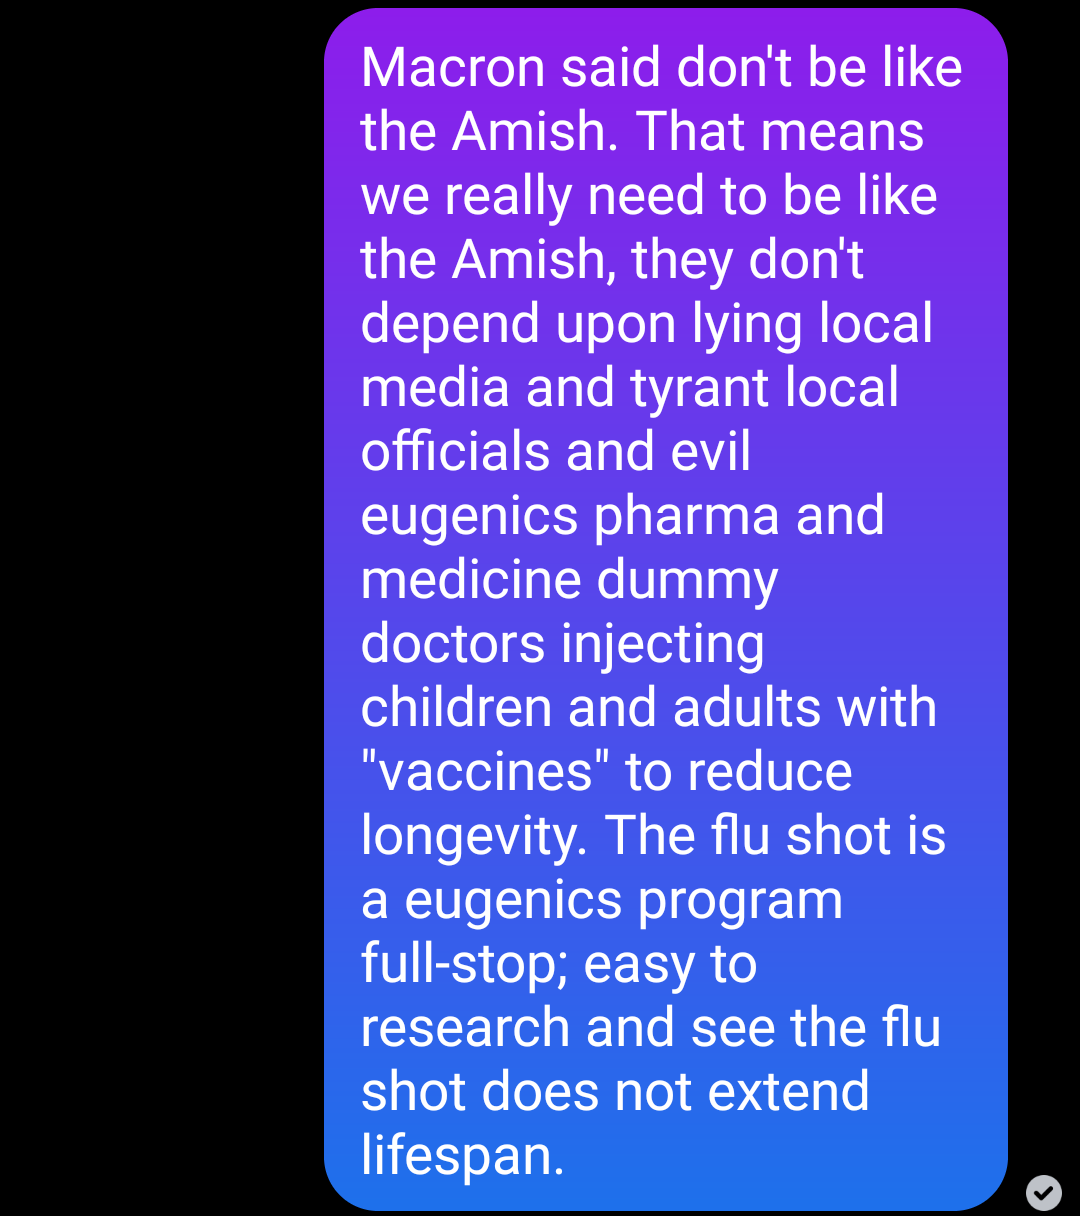 Macron said don't be like
the Amish. That means
we really need to be like
the Amish, they don't
depend upon lying local
media and tyrant local
officials and evil
eugenics pharma and
medicine dummy
doctors injecting
children and adults with
"vaccines" to reduce
longevity. The flu shot is
a eugenics program
full-stop; easy to
research and see the flu
shot does not extend
lifespan.